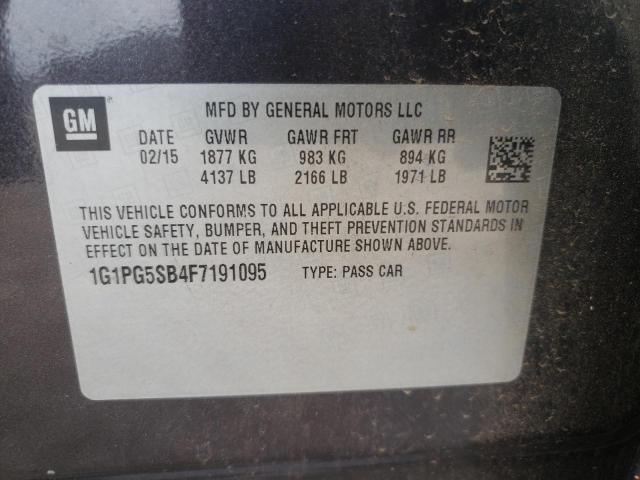 GM
MFD BY GENERAL MOTORS LLC
DATE GVWR GAWR FRT GAWR RR
02/15 1877 KG 983 KG 894 KG
4137 LB 2166 LB 1971 LB
THIS VEHICLE CONFORMS TO ALL APPLICABLE U.S. FEDERAL MOTOR
VEHICLE SAFETY, BUMPER, AND THEFT PREVENTION STANDARDS IN
EFFECT ON THE DATE OF MANUFACTURE SHOWN ABOVE.
1G1PG5SB4F7191095 TYPE: PASS CAR